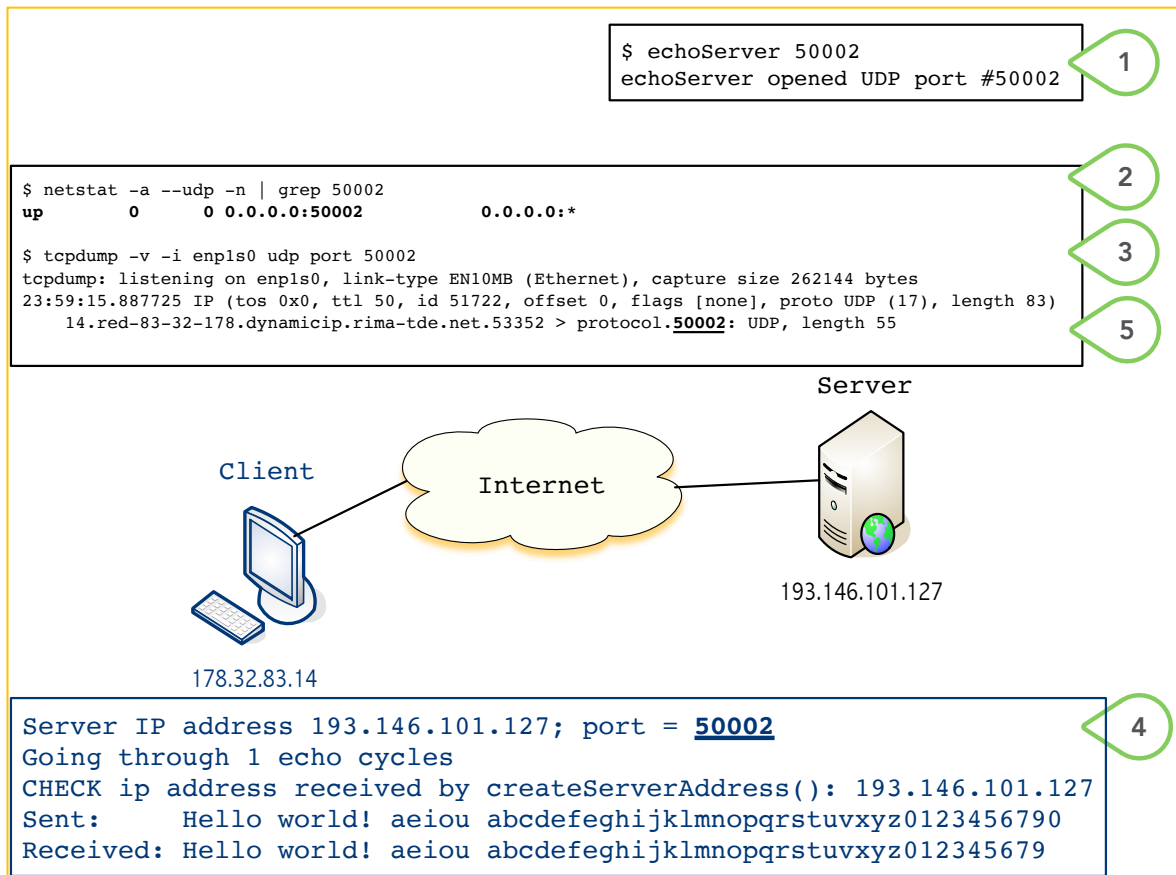 $ echoServer 50002
echoServer opened UDP port #50002
1
2
$ netstat -a --udp -n | grep 50002
up 0 0 0.0.0.0:50002 0.0.0.0:*
3
$ tcpdump -v -i enp1s0 udp port 50002
tcpdump: listening on enp1s0, link-type EN10MB (Ethernet), capture size 262144 bytes
23:59:15.887725 IP (tos 0x0, ttl 50, id 51722, offset 0, flags [none], proto UDP (17), length 83)
14.red-83-32-178.dynamicip.rima-tde.net.53352 > protocol.50002: UDP, length 55
5
Server
Client
Internet
193.146.101.127
178.32.83.14
4
Server IP address 193.146.101.127; port = 50002
Going through 1 echo cycles
CHECK ip address received by createServerAddress(): 193.146.101.127
Sent: Hello world! aeiou abcdefeghijklmnopqrstuvxyz0123456790
Received: Hello world! aeiou abcdefeghijklmnopqrstuvxyz012345679